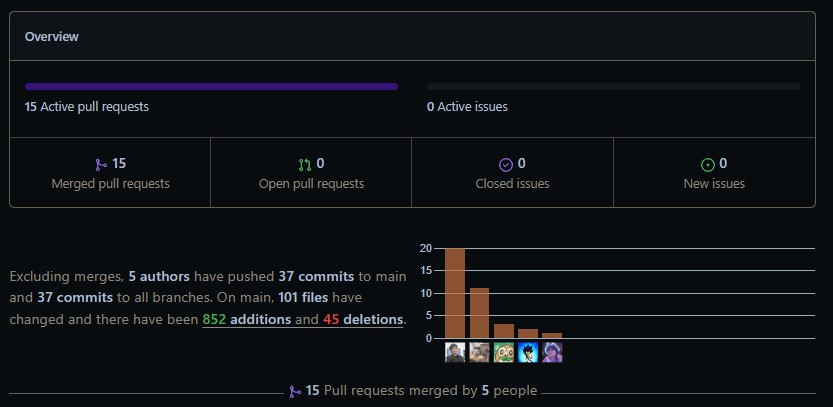 Overview
15 Active pull requests
0 Active issues
15
Merged pull requests
0
Open pull requests
0
Closed issues
0
New issues
Excluding merges, 5 authors have pushed 37 commits to main
and 37 commits to all branches. On main, 101 files have
changed and there have been 852 additions and 45 deletions.
20
15
10
5
0
15 Pull requests merged by 5 people